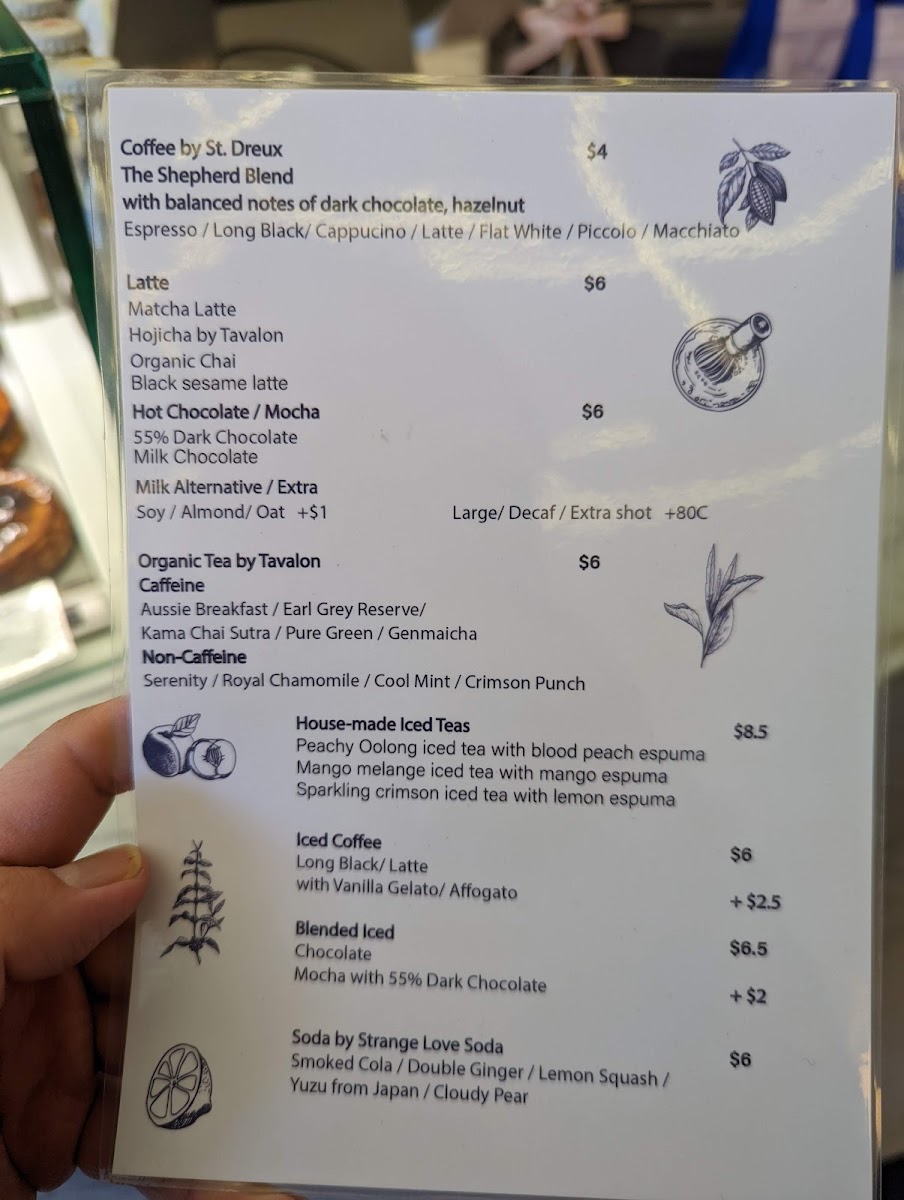 Coffee by St. Dreux $4
The Shepherd Blend
with balanced notes of dark chocolate, hazelnut
Espresso / Long Black/ Cappucino / Latte / Flat White / Piccolo / Macchiato
Latte $6
Matcha Latte
Hojicha by Tavalon
Organic Chai
Black sesame latte
Hot Chocolate / Mocha $6
55% Dark Chocolate
Milk Chocolate
Milk Alternative / Extra
Soy / Almond/ Oat +$1 Large/ Decaf / Extra shot +80C
Organic Tea by Tavalon $6
Caffeine
Aussie Breakfast / Earl Grey Reserve/
Kama Chai Sutra / Pure Green / Genmaicha
Non-Caffeine
Serenity / Royal Chamomile / Cool Mint / Crimson Punch
House-made Iced Teas $8.5
Peachy Oolong iced tea with blood peach espuma
Mango melange iced tea with mango espuma
Sparkling crimson iced tea with lemon espuma
Iced Coffee $6
Long Black/ Latte
with Vanilla Gelato/ Affogato +$2.5
Blended Iced $6.5
Chocolate
Mocha with 55% Dark Chocolate +$2
Soda by Strange Love Soda $6
Smoked Cola / Double Ginger / Lemon Squash /
Yuzu from Japan / Cloudy Pear